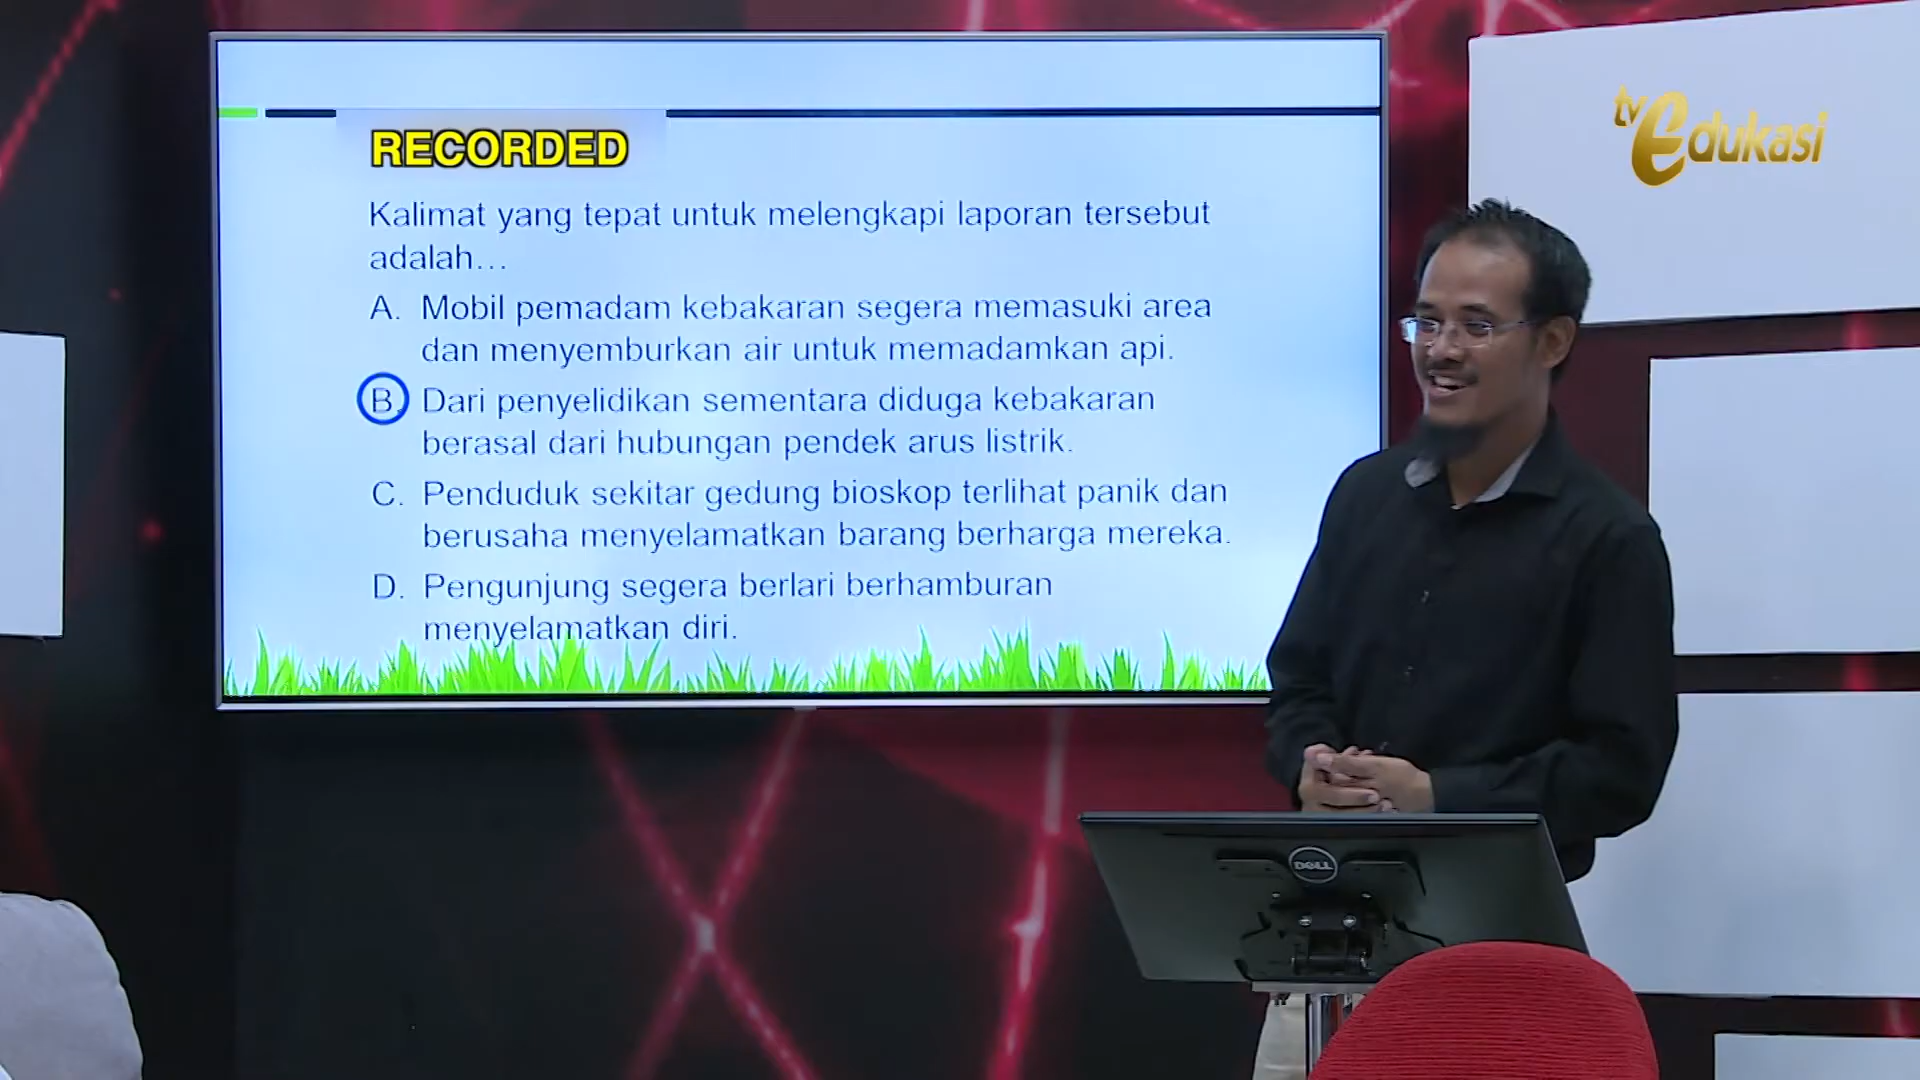 tv Edukasi
RECORDED
Kalimat yang tepat untuk melengkapi laporan tersebut
adalah...
A. Mobil pemadam kebakaran segera memasuki area
dan menyemburkan air untuk memadamkan api.
B. Dari penyelidikan sementara diduga kebakaran
berasal dari hubungan pendek arus listrik.
C. Penduduk sekitar gedung bioskop terlihat panik dan
berusaha menyelamatkan barang berharga mereka.
D. Pengunjung segera berlari berhamburan
menyelamatkan diri.
DELL